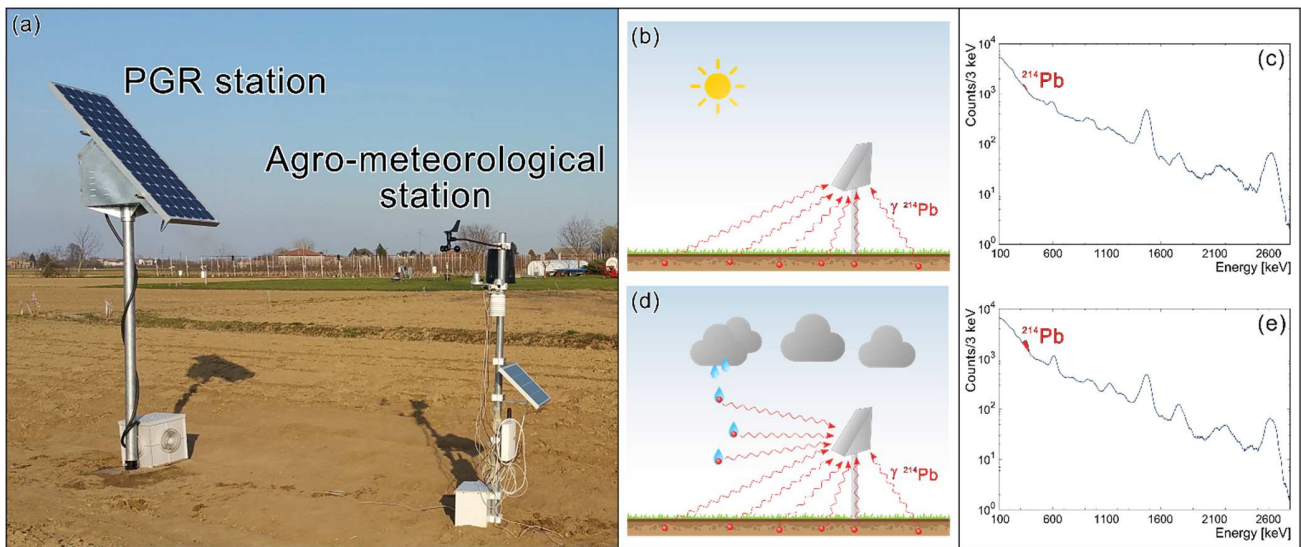 (a)
PGR station
Agro-meteorological
station
(b)
γ ²¹⁴Pb
(c)
Counts/3 keV
10⁴
10³
10²
10¹
10⁰
²¹⁴Pb
100 600 1100 1600 2100 2600
Energy [keV]
(d)
γ ²¹⁴Pb
(e)
Counts/3 keV
10⁴
10³
10²
10¹
10⁰
²¹⁴Pb
100 600 1100 1600 2100 2600
Energy [keV]